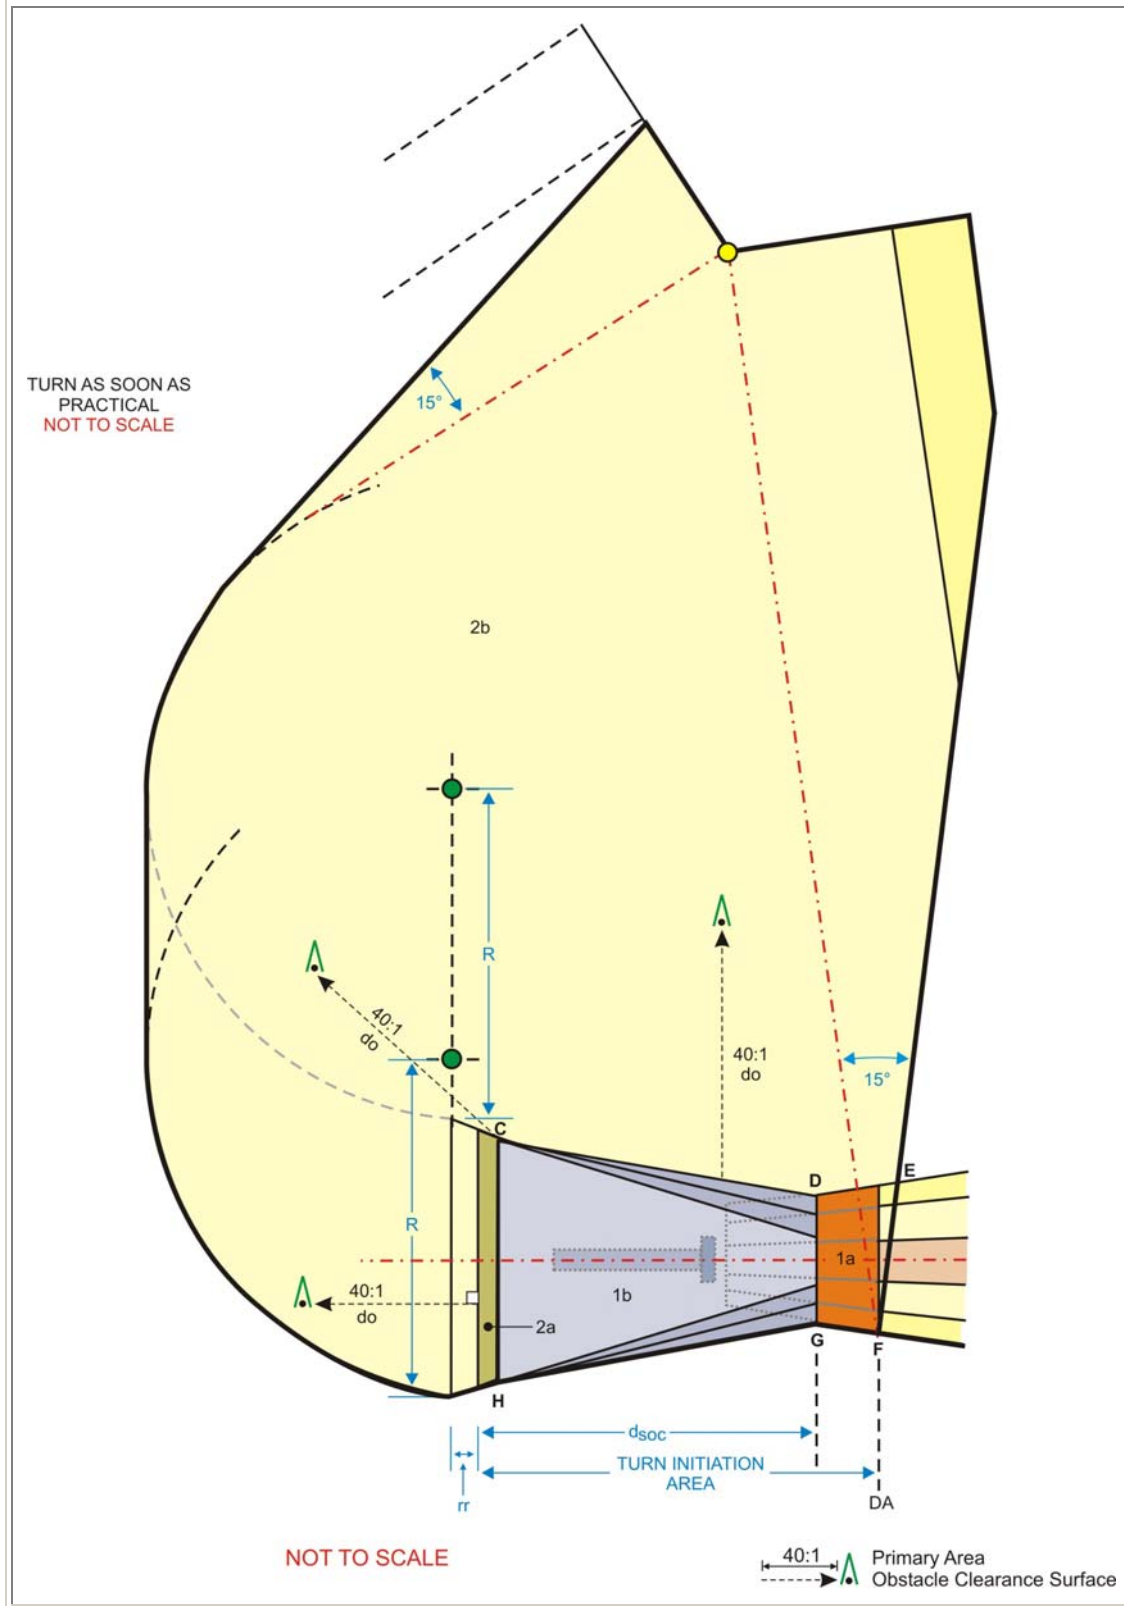 TURN AS SOON AS
PRACTICAL
NOT TO SCALE
15°
2b
R
40:1
do
40:1
do
15°
C
D
E
R
1a
40:1
do
1b
2a
G
F
H
dsoc
TURN INITIATION
AREA
rr
DA
NOT TO SCALE
40:1
Primary Area
Obstacle Clearance Surface